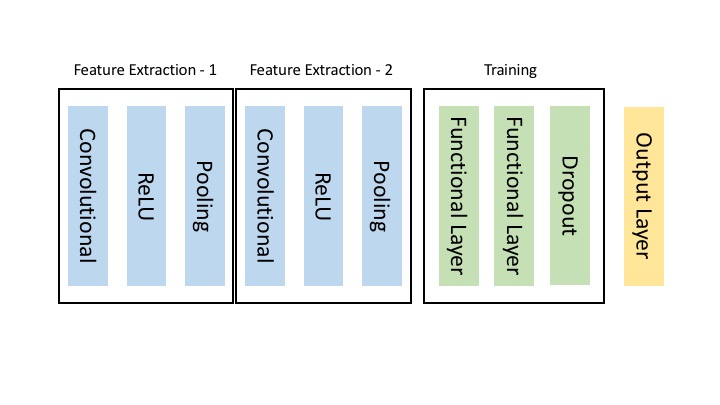 Feature Extraction - 1
Feature Extraction - 2
Training
Convolutional
ReLU
Pooling
Convolutional
ReLU
Pooling
Functional Layer
Functional Layer
Dropout
Output Layer